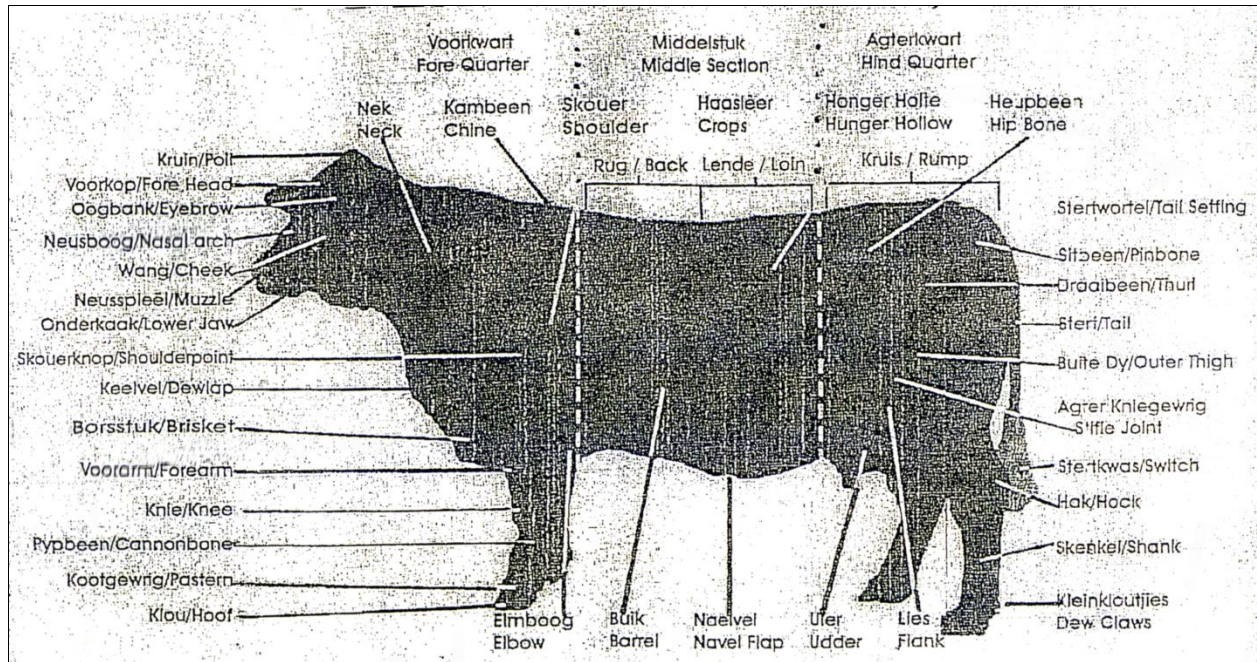 Voorkwart
Fore Quarter
Middelstuk
Middle Section
Agterkwart
Hind Quarter
Nek
Neck
Kambeen
Chine
Skouer
Shoulder
Haasleer
Crops
Honger Holte
Hunger Hollow
Heupbeen
Hip Bone
Rug / Back
Lende / Loin
Kruis / Rump
Kruin/Poll
Voorkop/Fore Head
Oogbank/Eyebrow
Neusboog/Nasal arch
Wang/Cheek
Neusspieël/Muzzle
Onderkaak/Lower Jaw
Skouerknop/Shoulderpoint
Keelvel/Dewlap
Borsstuk/Brisket
Voorarm/Forearm
Knie/Knee
Pypbeen/Cannonbone
Kootgewrig/Pastern
Klou/Hoof
Stertwortel/Tail Setting
Sitbeen/Pinbone
Draaibeen/Thurl
Stert/Tail
Buite Dy/Outer Thigh
Agter Kniegewrig
Stifle Joint
Stertkwas/Switch
Hak/Hock
Skenkel/Shank
Kleinkloutjies
Dew Claws
Elmboog
Elbow
Buik
Barrel
Naelvel
Navel Flap
Uier
Udder
Lies
Flank